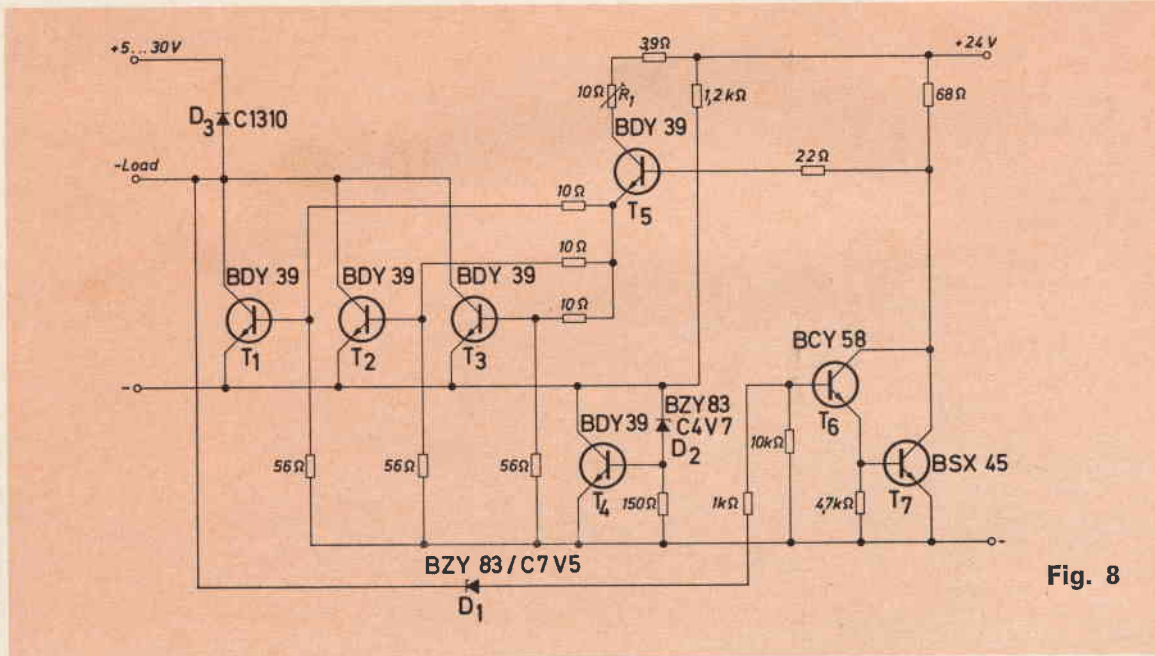 +5...30V
39Ω
+24V
10Ω
R1
1,2kΩ
68Ω
D3
C1310
BDY 39
-Load
22Ω
10Ω
T5
10Ω
BDY 39
BDY 39
BDY 39
10Ω
T1
T2
T3
BCY 58
-
BZY 83
C4V7
BDY 39
D2
T6
10kΩ
56Ω
56Ω
56Ω
BSX 45
T4
150Ω
1kΩ
4,7kΩ
T7
-
BZY 83/C7V5
D1
Fig. 8